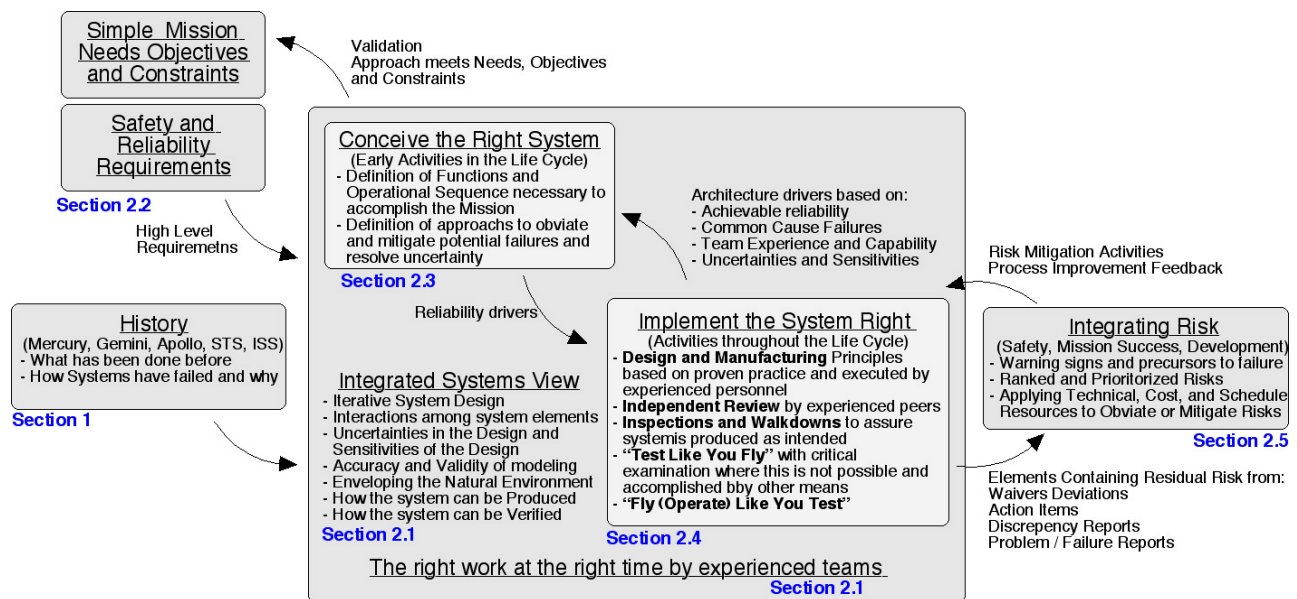 Simple Mission
Needs Objectives
and Constraints
Validation
Approach meets Needs, Objectives
and Constraints
Safety and
Reliability
Requirements
Section 2.2
High Level
Requiremetns
Conceive the Right System
(Early Activities in the Life Cycle)
- Definition of Functions and
Operational Sequence necessary to
accomplish the Mission
- Definition of approachs to obviate
and mitigate potential failures and
resolve uncertainty
Section 2.3
Architecture drivers based on:
- Achievable reliability
- Common Cause Failures
- Team Experience and Capability
- Uncertainties and Sensitivities
Risk Mitigation Activities
Process Improvement Feedback
Reliability drivers
History
(Mercury, Gemini, Apollo, STS, ISS)
- What has been done before
- How Systems have failed and why
Section 1
Integrated Systems View
- Iterative System Design
- Interactions among system elements
- Uncertainties in the Design and
Sensitivities of the Design
- Accuracy and Validity of modeling
- Enveloping the Natural Environment
- How the system can be Produced
- How the system can be Verified
Section 2.1
Implement the System Right
(Activities throughout the Life Cycle)
- Design and Manufacturing Principles
based on proven practice and executed by
experienced personnel
- Independent Review by experienced peers
- Inspections and Walkdowns to assure
systemis produced as intended
- “Test Like You Fly” with critical
examination where this is not possible and
accomplished bby other means
- “Fly (Operate) Like You Test”
Section 2.4
Integrating Risk
(Safety, Mission Success, Development)
- Warning signs and precursors to failure
- Ranked and Prioritized Risks
- Applying Technical, Cost, and Schedule
Resources to Obviate or Mitigate Risks
Section 2.5
Elements Containing Residual Risk from:
Waivers Deviations
Action Items
Discrepancy Reports
Problem / Failure Reports
The right work at the right time by experienced teams
Section 2.1